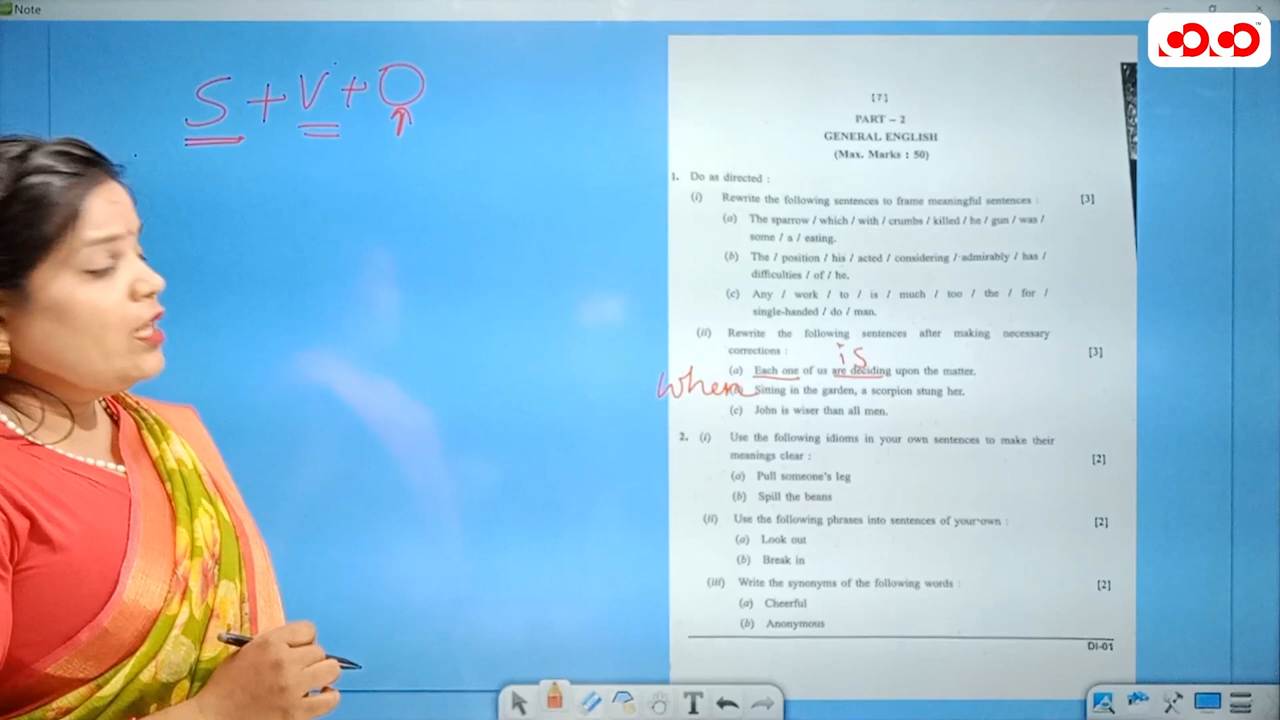 Note
S + V + O
[7]
PART – 2
GENERAL ENGLISH
(Max. Marks : 50)
1. Do as directed :
(i) Rewrite the following sentences to frame meaningful sentences : [3]
(a) The sparrow / which / with / crumbs / killed / he / gun / was /
some / a / eating.
(b) The / position / his / acted / considering / admirably / has /
difficulties / of / he.
(c) Any / work / to / is / much / too / the / for /
single-handed / do / man.
(ii) Rewrite the following sentences after making necessary
corrections : [3]
is
(a) Each one of us are deciding upon the matter.
When Sitting in the garden, a scorpion stung her.
(c) John is wiser than all men.
2. (i) Use the following idioms in your own sentences to make their
meanings clear : [2]
(a) Pull someone's leg
(b) Spill the beans
(ii) Use the following phrases into sentences of your own : [2]
(a) Look out
(b) Break in
(iii) Write the synonyms of the following words : [2]
(a) Cheerful
(b) Anonymous
DI-01
T